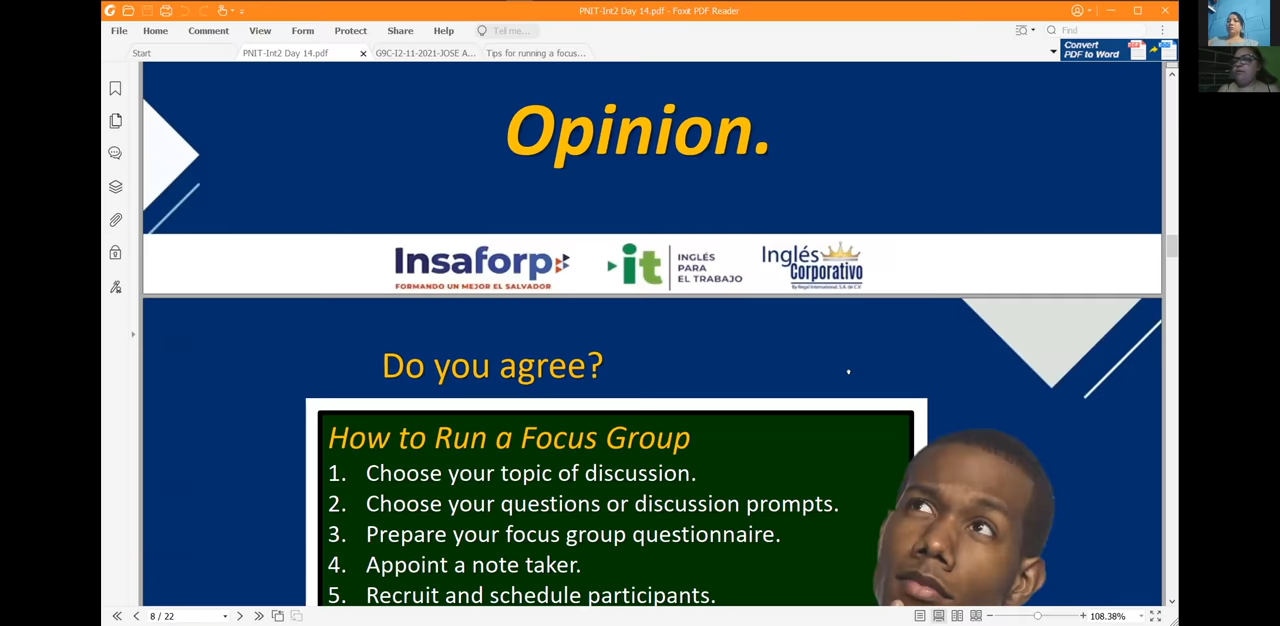 PNIT-Int2 Day 14.pdf - Foxit PDF Reader
File Home Comment View Form Protect Share Help Tell me... Find
Start PNIT-Int2 Day 14.pdf G9C-I2-11-2021-JOSE A... Tips for running a focus...
Convert
PDF to Word
Opinion.
Insaforp
FORMANDO UN MEJOR EL SALVADOR
it
INGLÉS
PARA
EL TRABAJO
Inglés
Corporativo
By Regal International, S.A. de C.V.
Do you agree?
How to Run a Focus Group
1. Choose your topic of discussion.
2. Choose your questions or discussion prompts.
3. Prepare your focus group questionnaire.
4. Appoint a note taker.
5. Recruit and schedule participants.
8 / 22
108.38%